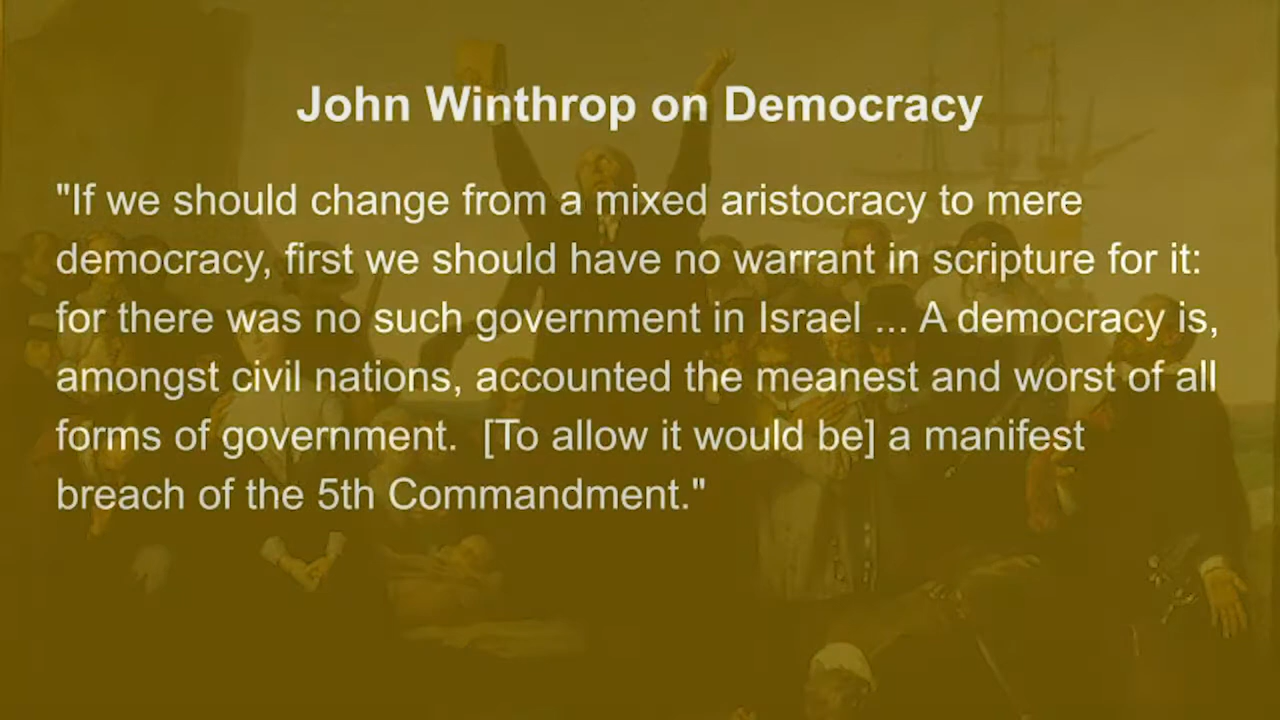 John Winthrop on Democracy
"If we should change from a mixed aristocracy to mere
democracy, first we should have no warrant in scripture for it:
for there was no such government in Israel ... A democracy is,
amongst civil nations, accounted the meanest and worst of all
forms of government.  [To allow it would be] a manifest
breach of the 5th Commandment."